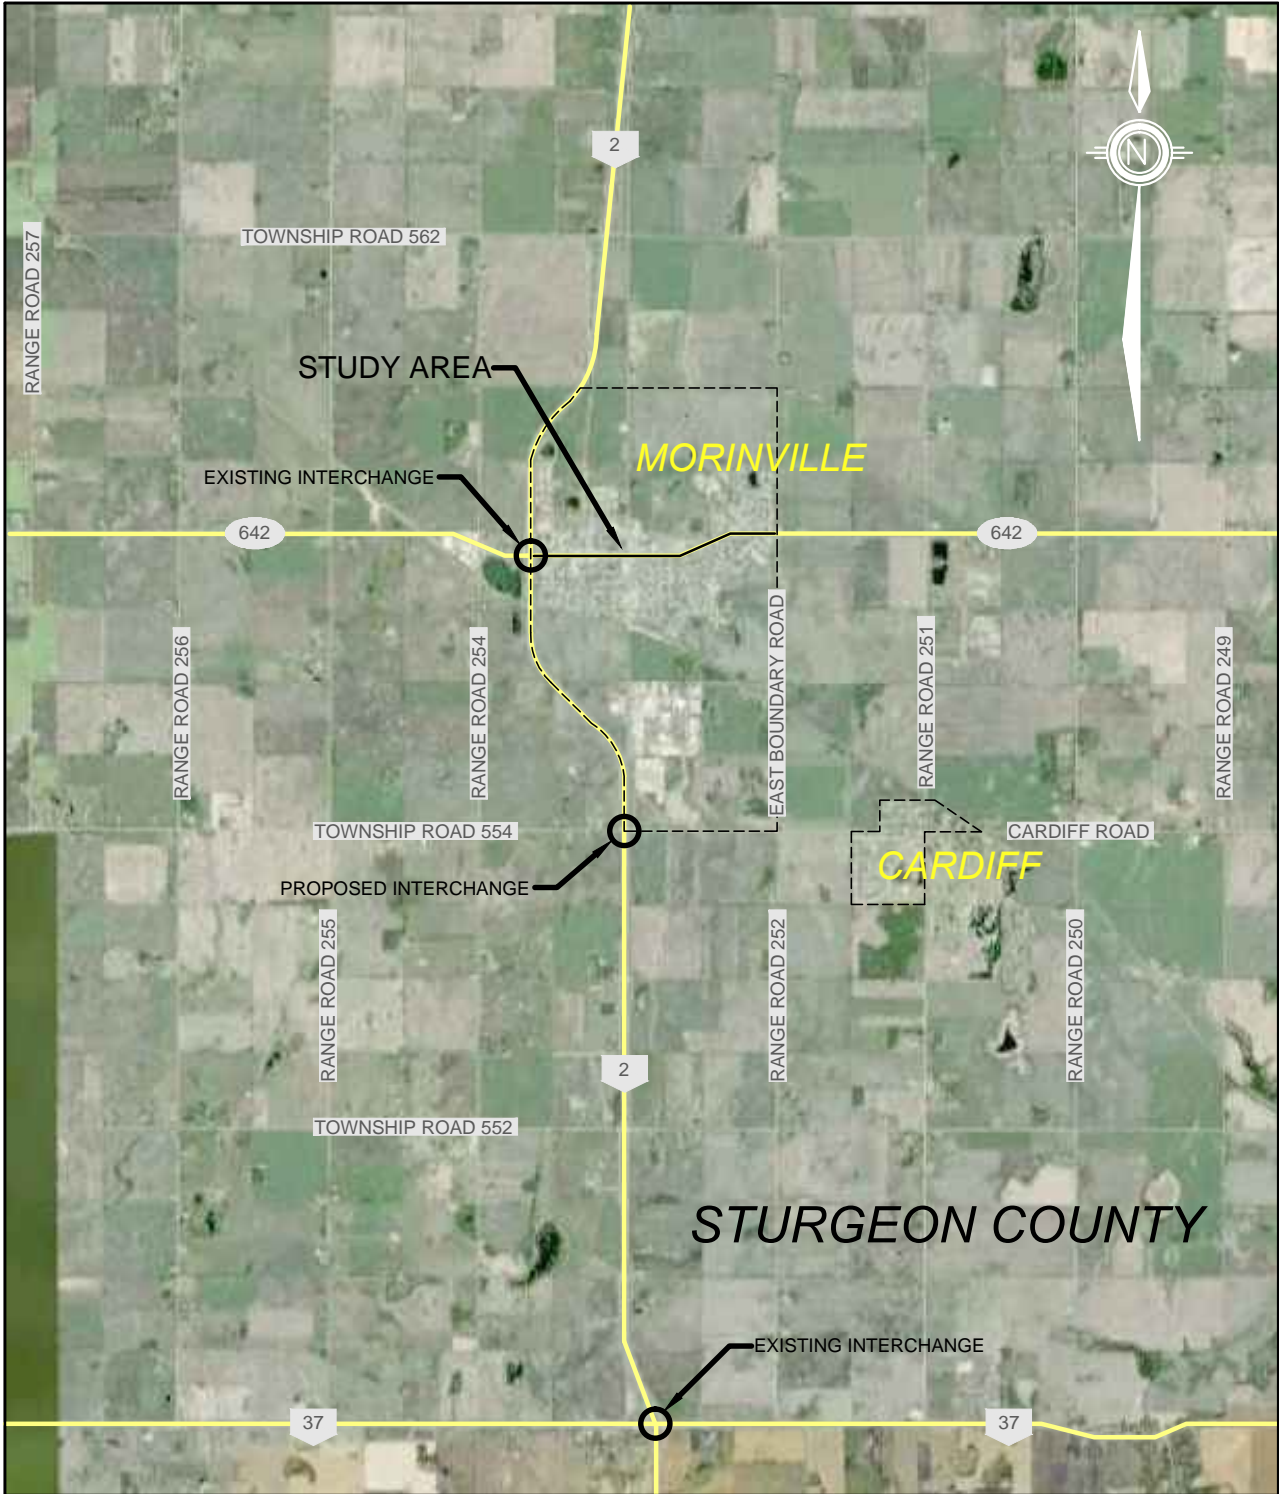 2
N
TOWNSHIP ROAD 562
RANGE ROAD 257
STUDY AREA
MORINVILLE
EXISTING INTERCHANGE
642
642
RANGE ROAD 256
RANGE ROAD 254
EAST BOUNDARY ROAD
RANGE ROAD 251
RANGE ROAD 249
TOWNSHIP ROAD 554
CARDIFF ROAD
CARDIFF
PROPOSED INTERCHANGE
RANGE ROAD 255
RANGE ROAD 252
RANGE ROAD 250
2
TOWNSHIP ROAD 552
STURGEON COUNTY
EXISTING INTERCHANGE
37
37